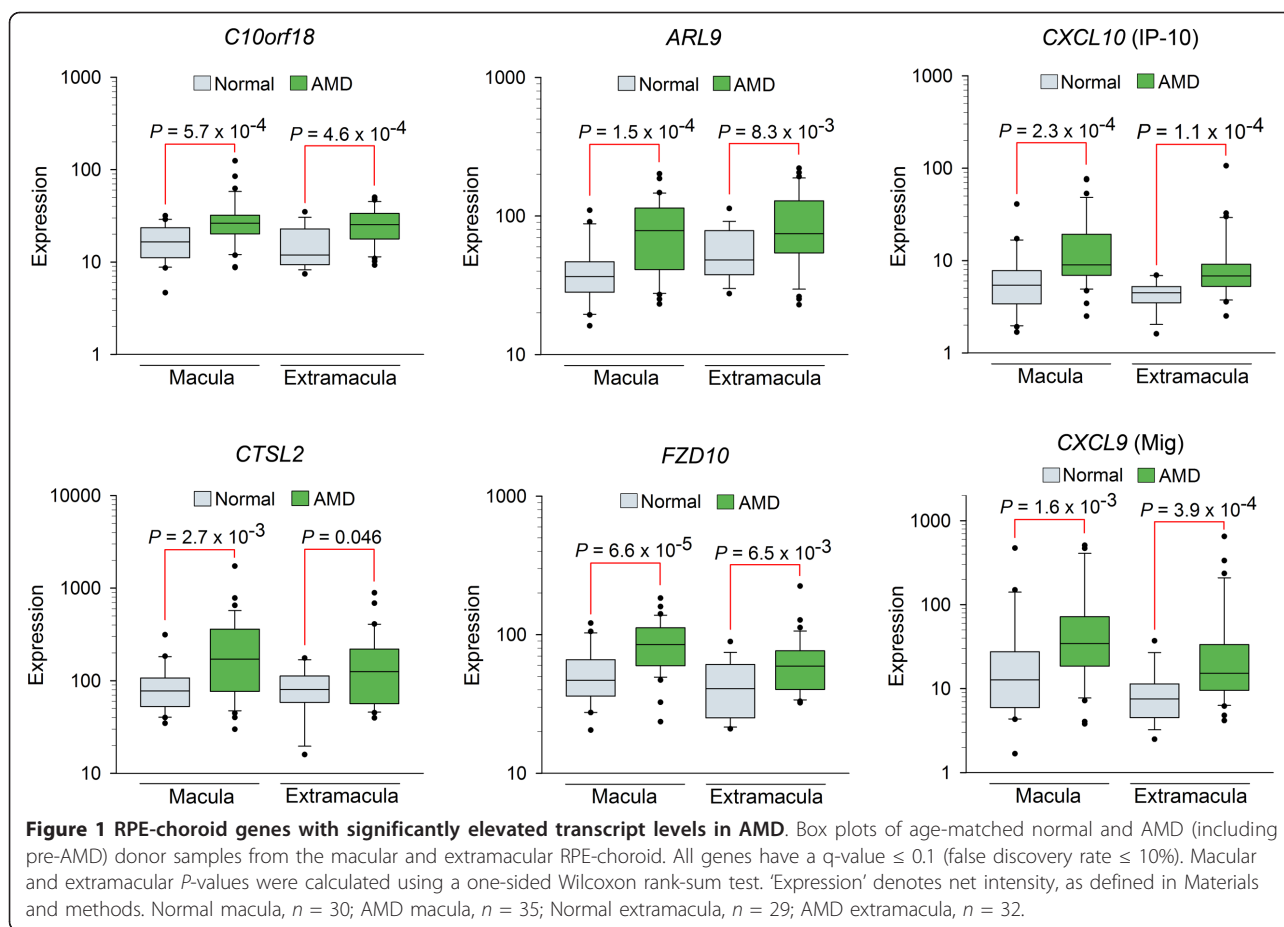 C10orf18
Normal AMD
P = 5.7 x 10-4
P = 4.6 x 10-4
Expression
1000
100
10
1
Macula
Extramacula
ARL9
Normal AMD
P = 1.5 x 10-4
P = 8.3 x 10-3
Expression
1000
100
10
Macula
Extramacula
CXCL10 (IP-10)
Normal AMD
P = 2.3 x 10-4
P = 1.1 x 10-4
Expression
1000
100
10
1
Macula
Extramacula
CTSL2
Normal AMD
P = 2.7 x 10-3
P = 0.046
Expression
10000
1000
100
10
Macula
Extramacula
FZD10
Normal AMD
P = 6.6 x 10-5
P = 6.5 x 10-3
Expression
1000
100
10
Macula
Extramacula
CXCL9 (Mig)
Normal AMD
P = 1.6 x 10-3
P = 3.9 x 10-4
Expression
1000
100
10
1
Macula
Extramacula
Figure 1 RPE-choroid genes with significantly elevated transcript levels in AMD. Box plots of age-matched normal and AMD (including
pre-AMD) donor samples from the macular and extramacular RPE-choroid. All genes have a q-value ≤ 0.1 (false discovery rate ≤ 10%). Macular
and extramacular P-values were calculated using a one-sided Wilcoxon rank-sum test. 'Expression' denotes net intensity, as defined in Materials
and methods. Normal macula, n = 30; AMD macula, n = 35; Normal extramacula, n = 29; AMD extramacula, n = 32.